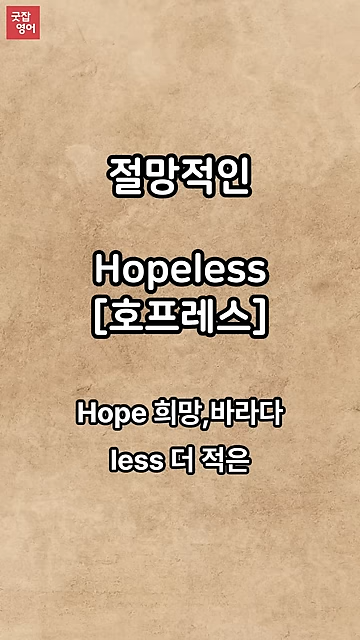 굿잡
영어
절망적인
Hopeless
[호프레스]
Hope 희망,바라다
less 더 적은